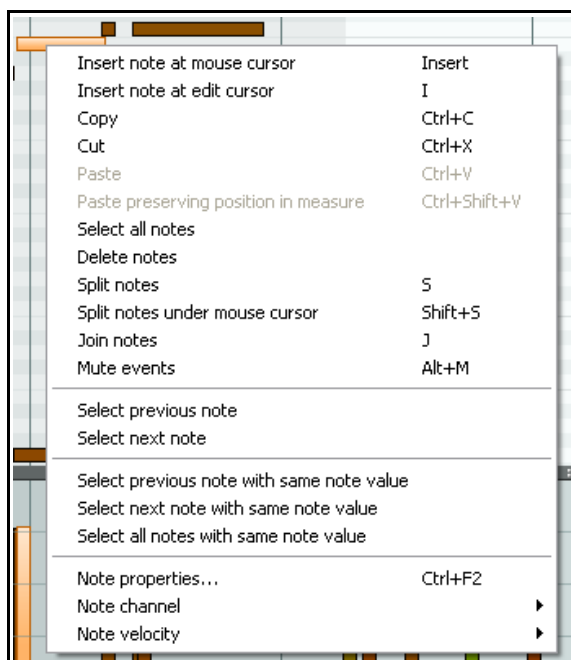 Insert note at mouse cursor Insert
Insert note at edit cursor I
Copy Ctrl+C
Cut Ctrl+X
Paste Ctrl+V
Paste preserving position in measure Ctrl+Shift+V
Select all notes
Delete notes
Split notes S
Split notes under mouse cursor Shift+S
Join notes J
Mute events Alt+M
Select previous note
Select next note
Select previous note with same note value
Select next note with same note value
Select all notes with same note value
Note properties... Ctrl+F2
Note channel
Note velocity